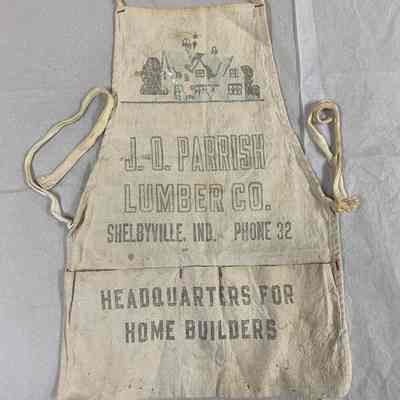 J.O. PARRISH
LUMBER CO.
SHELBYVILLE, IND. PHONE 32
HEADQUARTERS FOR
HOME BUILDERS